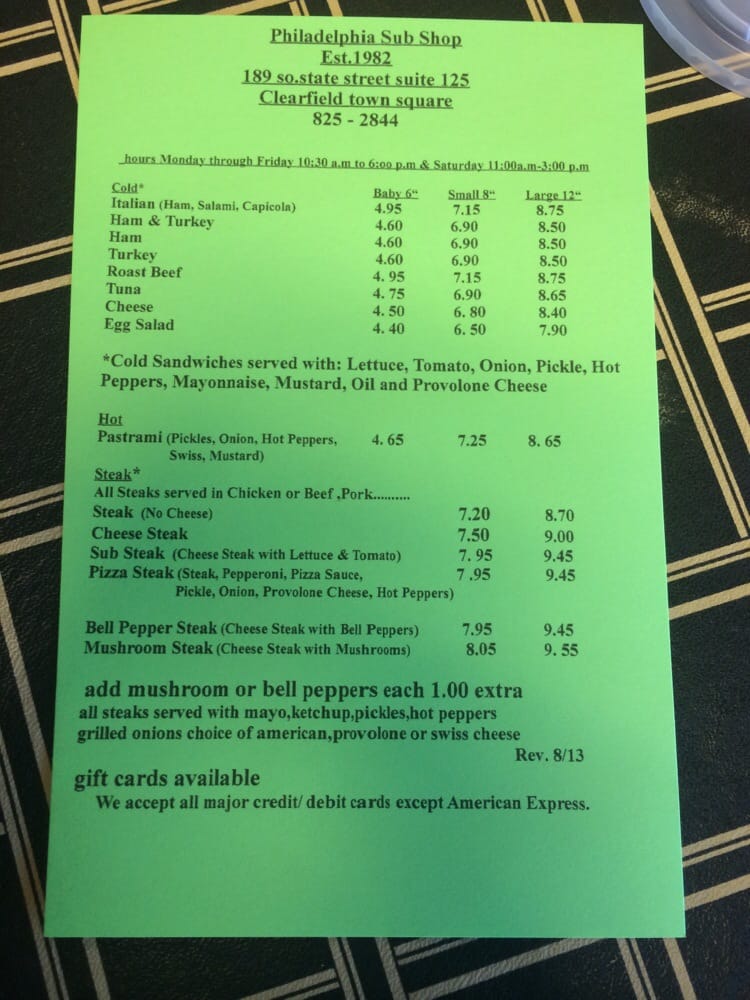 Philadelphia Sub Shop
Est.1982
189 so.state street suite 125
Clearfield town square
825 - 2844
hours Monday through Friday 10:30 a.m to 6:00 p.m & Saturday 11:00a.m-3:00 p.m
Cold* Baby 6“ Small 8“ Large 12“
Italian (Ham, Salami, Capicola) 4.95 7.15 8.75
Ham & Turkey 4.60 6.90 8.50
Ham 4.60 6.90 8.50
Turkey 4.60 6.90 8.50
Roast Beef 4. 95 7.15 8.75
Tuna 4. 75 6.90 8.65
Cheese 4. 50 6. 80 8.40
Egg Salad 4. 40 6. 50 7.90
*Cold Sandwiches served with: Lettuce, Tomato, Onion, Pickle, Hot
Peppers, Mayonnaise, Mustard, Oil and Provolone Cheese
Hot
Pastrami (Pickles, Onion, Hot Peppers, 4. 65 7.25 8. 65
Swiss, Mustard)
Steak*
All Steaks served in Chicken or Beef ,Pork..........
Steak (No Cheese) 7.20 8.70
Cheese Steak 7.50 9.00
Sub Steak (Cheese Steak with Lettuce & Tomato) 7. 95 9.45
Pizza Steak (Steak, Pepperoni, Pizza Sauce, 7 .95 9.45
Pickle, Onion, Provolone Cheese, Hot Peppers)
Bell Pepper Steak (Cheese Steak with Bell Peppers) 7.95 9.45
Mushroom Steak (Cheese Steak with Mushrooms) 8.05 9. 55
add mushroom or bell peppers each 1.00 extra
all steaks served with mayo,ketchup,pickles,hot peppers
grilled onions choice of american,provolone or swiss cheese
Rev. 8/13
gift cards available
We accept all major credit/ debit cards except American Express.